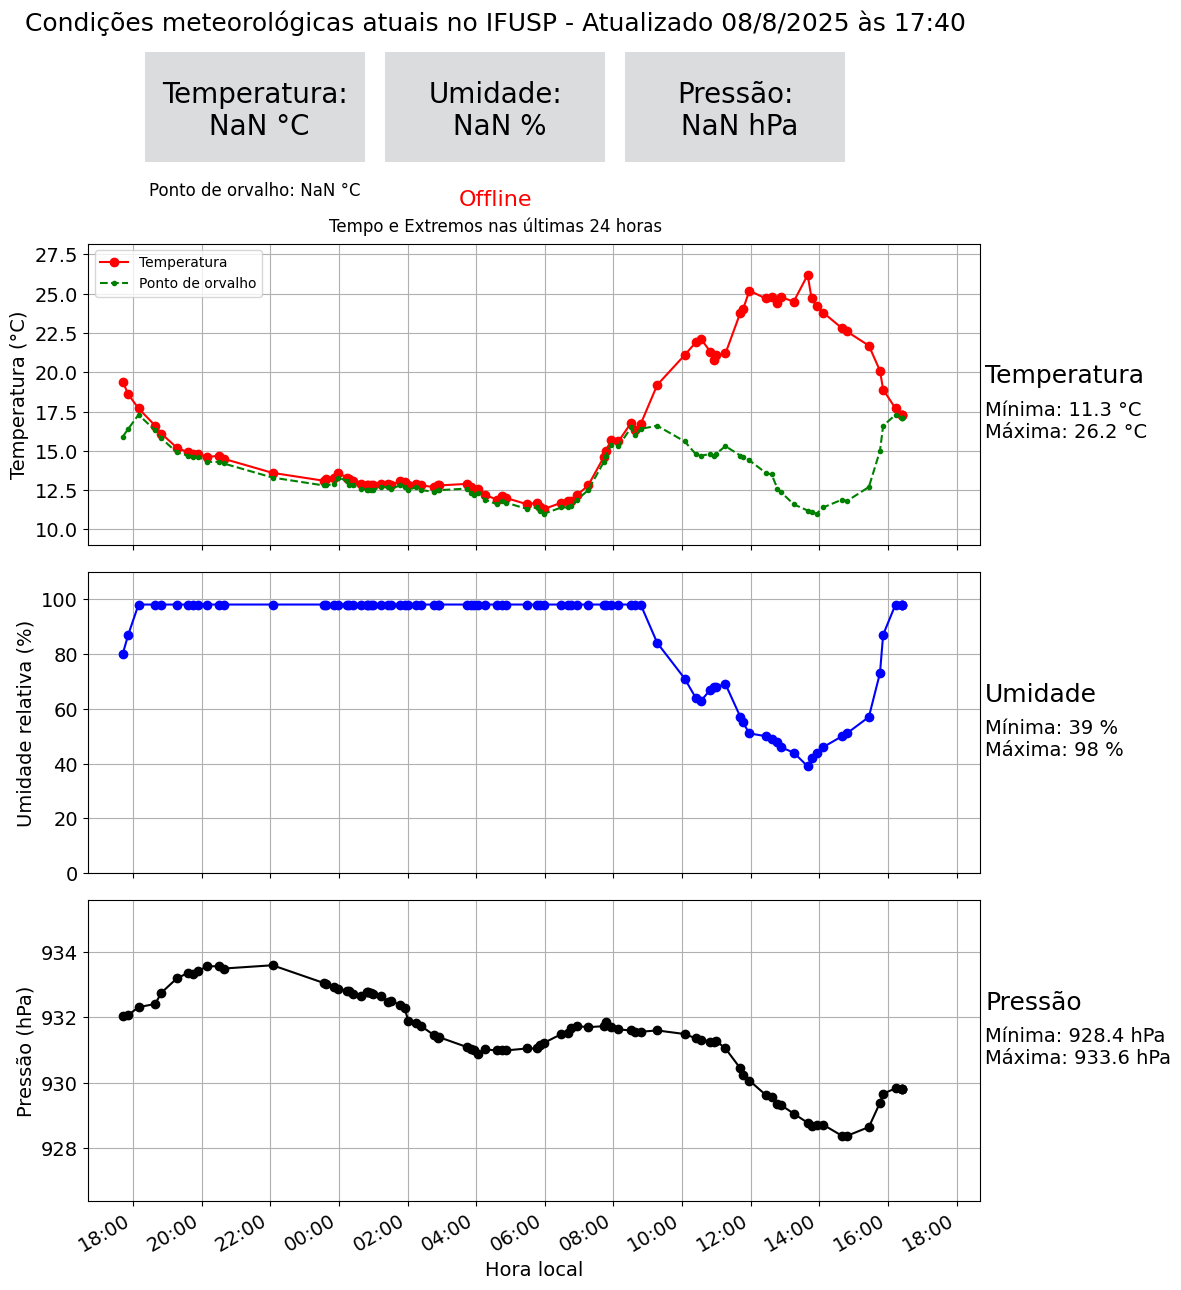 Condições meteorológicas atuais no IFUSP - Atualizado 08/8/2025 às 17:40
Temperatura:
NaN °C
Umidade:
NaN %
Pressão:
NaN hPa
Ponto de orvalho: NaN °C
Offline
Tempo e Extremos nas últimas 24 horas
Temperatura
Ponto de orvalho
27.5
25.0
22.5
20.0
17.5
15.0
12.5
10.0
Temperatura (°C)
Temperatura
Mínima: 11.3 °C
Máxima: 26.2 °C
100
80
60
40
20
0
Umidade relativa (%)
Umidade
Mínima: 39 %
Máxima: 98 %
934
932
930
928
Pressão (hPa)
Pressão
Mínima: 928.4 hPa
Máxima: 933.6 hPa
18:00
20:00
22:00
00:00
02:00
04:00
06:00
08:00
10:00
12:00
14:00
16:00
18:00
Hora local